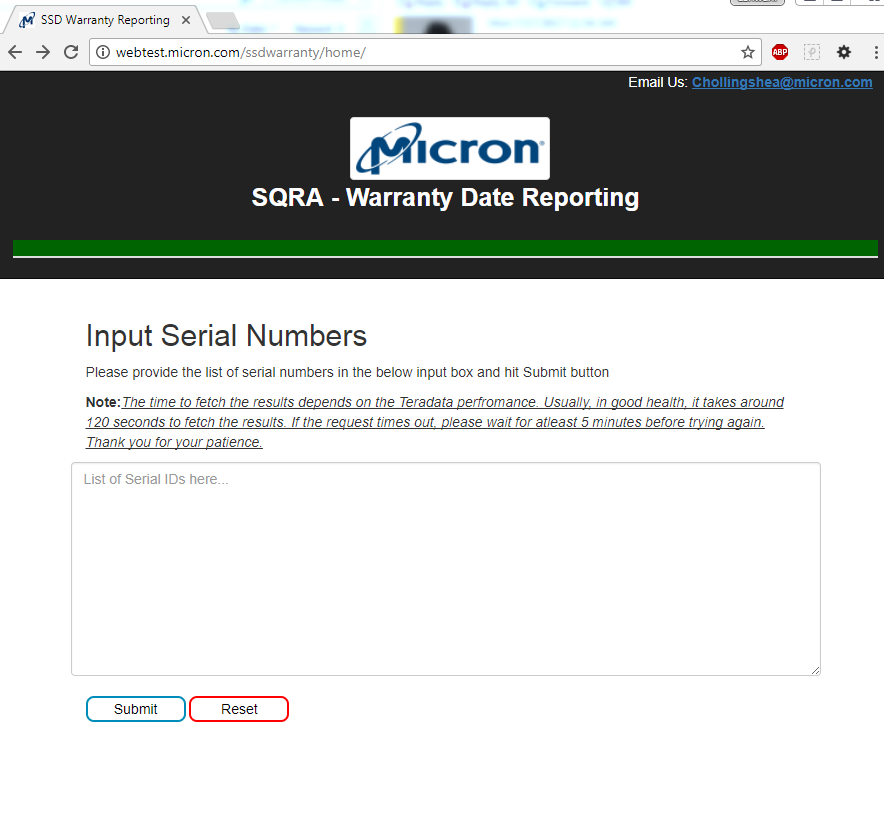 SSD Warranty Reporting
webtest.micron.com/ssdwarranty/home/
ABP
Email Us: Chollingshea@micron.com
Micron
SQRA - Warranty Date Reporting
Input Serial Numbers
Please provide the list of serial numbers in the below input box and hit Submit button
Note:The time to fetch the results depends on the Teradata perfromance. Usually, in good health, it takes around
120 seconds to fetch the results. If the request times out, please wait for atleast 5 minutes before trying again.
Thank you for your patience.
List of Serial IDs here...
Submit Reset